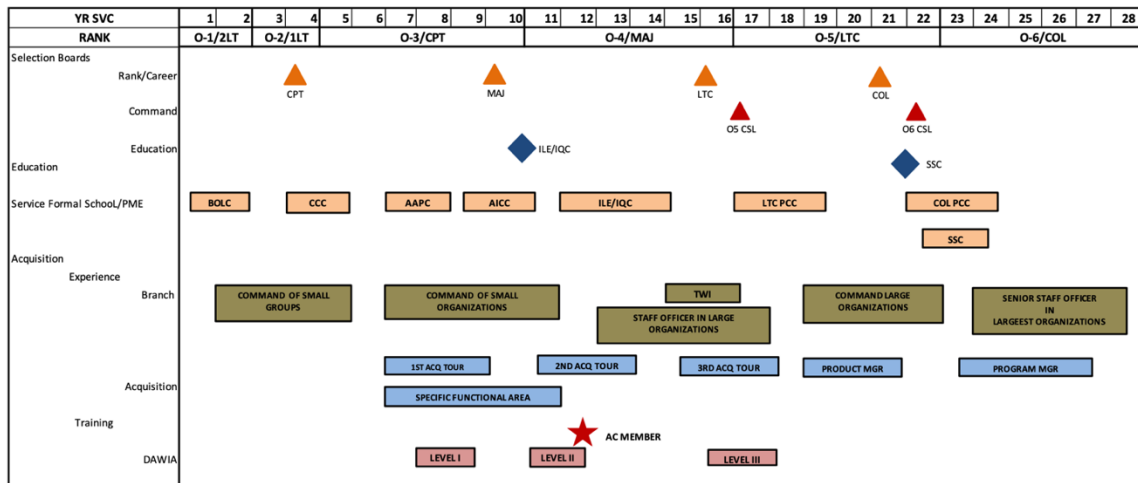 YR SVC 1 2 3 4 5 6 7 8 9 10 11 12 13 14 15 16 17 18 19 20 21 22 23 24 25 26 27 28
RANK O-1/2LT O-2/1LT O-3/CPT O-4/MAJ O-5/LTC O-6/COL
Selection Boards
Rank/Career
CPT MAJ LTC COL
Command
O5 CSL O6 CSL
Education ILE/IQC SSC
Education
Service Formal SchooL/PME BOLC CCC AAPC AICC ILE/IQC LTC PCC COL PCC
SSC
Acquisition
Experience
Branch
COMMAND OF SMALL
GROUPS
COMMAND OF SMALL
ORGANIZATIONS
TWI
STAFF OFFICER IN LARGE
ORGANIZATIONS
COMMAND LARGE
ORGANIZATIONS
SENIOR STAFF OFFICER
IN
LARGEEST ORGANIZATIONS
1ST ACQ TOUR 2ND ACQ TOUR 3RD ACQ TOUR PRODUCT MGR PROGRAM MGR
Acquisition SPECIFIC FUNCTIONAL AREA
Training
AC MEMBER
DAWIA LEVEL I LEVEL II LEVEL III